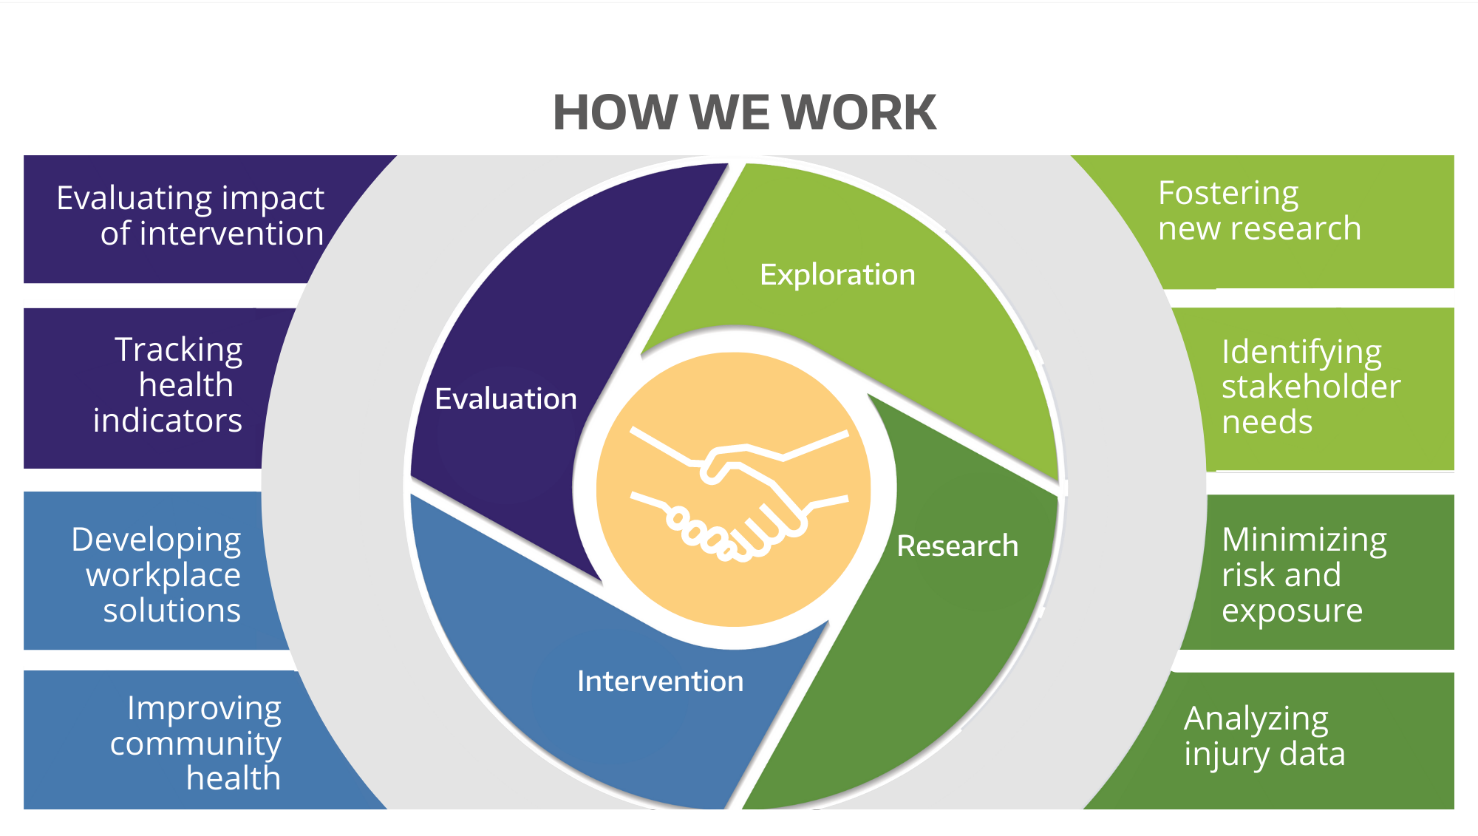 HOW WE WORK
Evaluating impact
of intervention
Tracking
health
indicators
Developing
workplace
solutions
Improving
community
health
Evaluation
Exploration
Research
Intervention
Fostering
new research
Identifying
stakeholder
needs
Minimizing
risk and
exposure
Analyzing
injury data